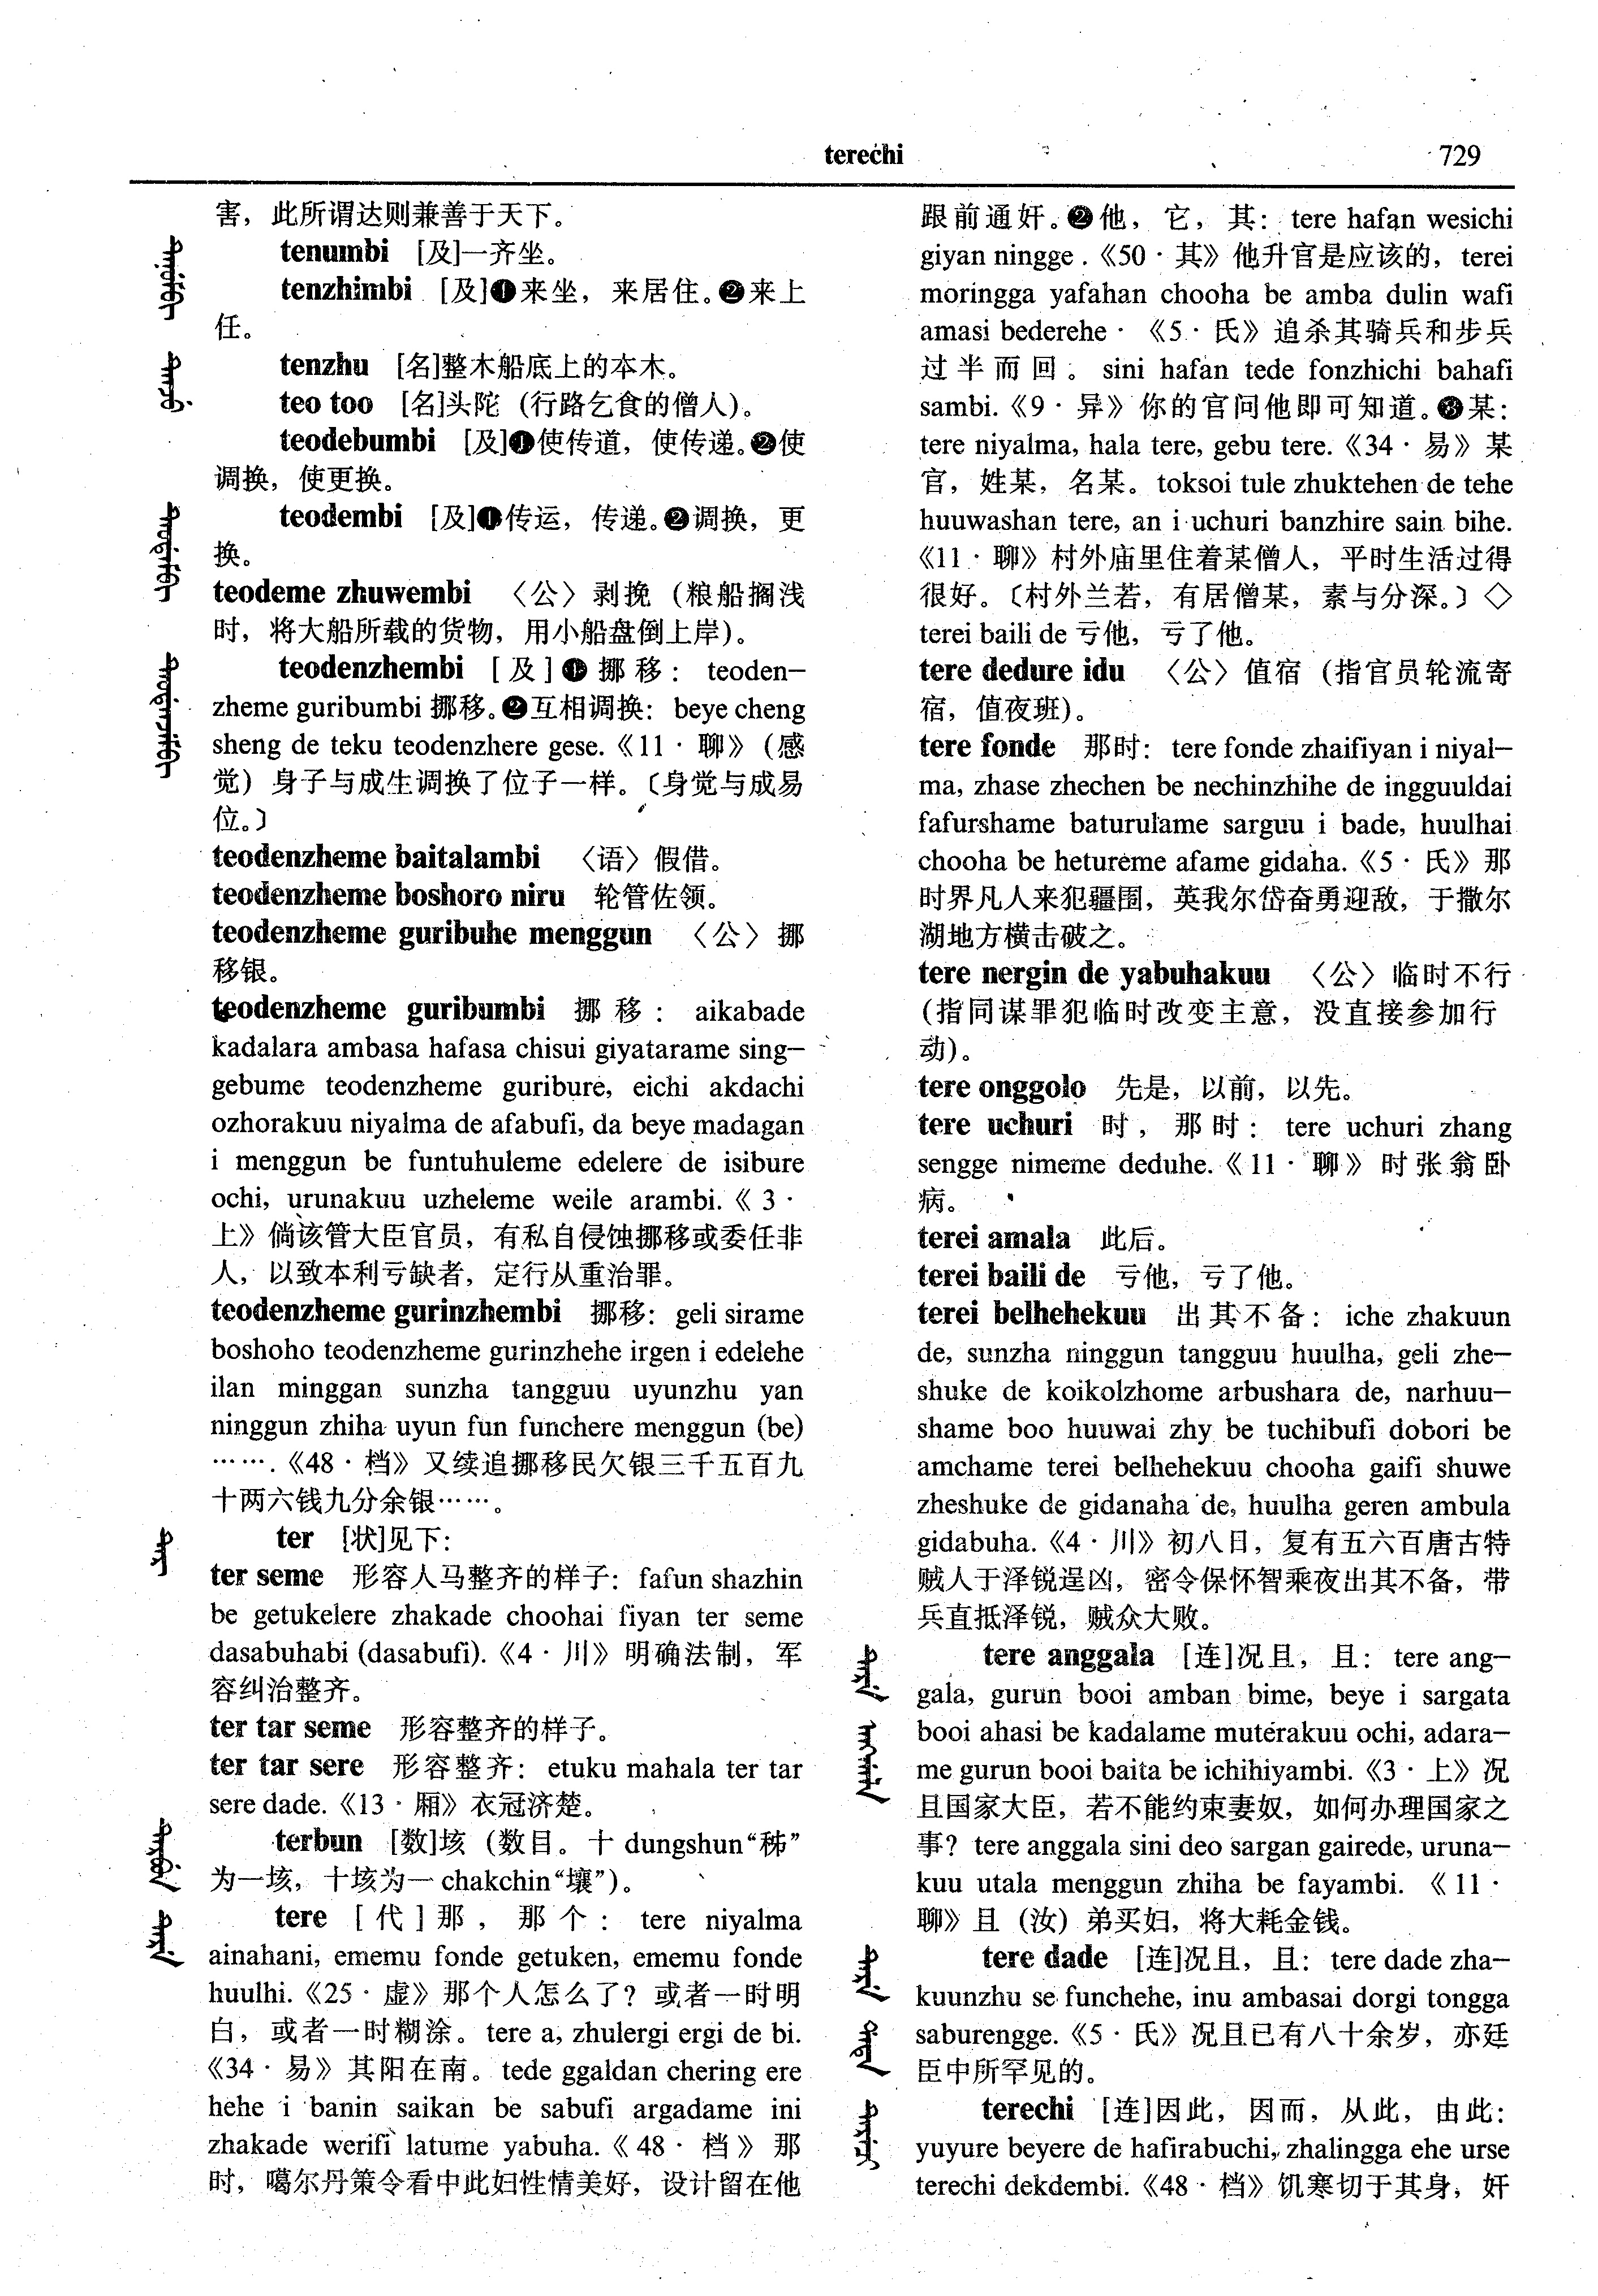 terechi
729
害，此所谓达则兼善于天下。
tenumbi [及]一齐坐。
tenzhimbi [及]❶来坐，来居住。❷来上
任。
tenzhu [名]整木船底上的本木。
teo too [名]头陀（行路乞食的僧人）。
teodebumbi [及]❶使传道，使传递。❷使
调换，使更换。
teodembi [及]❶传运，传递。❷调换，更
换。
teodeme zhuwembi 〈公〉剥挽（粮船搁浅
时，将大船所载的货物，用小船盘倒上岸）。
teodenzhembi [及]❶挪移： teoden—
zheme guribumbi 挪移。❷互相调换： beye cheng
sheng de teku teodenzhere gese.《11·聊》（感
觉）身子与成生调换了位子一样。〔身觉与成易
位。〕
teodenzheme baitalambi 〈语〉假借。
teodenzheme boshoro niru 轮管佐领。
teodenzheme guribuhe menggun 〈公〉挪
移银。
teodenzheme guribumbi 挪移： aikabade
kadalara ambasa hafasa chisui giyatarame sing—
gebume teodenzheme guribure, eichi akdachi
ozhorakuu niyalma de afabufi, da beye madagan
i menggun be funtuhuleme edelere de isibure
ochi, urunakuu uzheleme weile arambi.《3·
上》倘该管大臣官员，有私自侵蚀挪移或委任非
人，以致本利亏缺者，定行从重治罪。
teodenzheme gurinzhembi 挪移： geli sirame
boshoho teodenzheme gurinzhehe irgen i edelehe
ilan minggan sunzha tangguu uyunzhu yan
ninggun zhiha uyun fun funchere menggun (be)
…….《48·档》又续追挪移民欠银三千五百九
十两六钱九分余银……。
ter [状]见下：
ter seme 形容人马整齐的样子： fafun shazhin
be getukelere zhakade choohai fiyan ter seme
dasabuhabi (dasabufi).《4·川》明确法制，军
容纠治整齐。
ter tar seme 形容整齐的样子。
ter tar sere 形容整齐： etuku mahala ter tar
sere dade.《13·厢》衣冠济楚。
terbun [数]垓（数目。十 dungshun“秭”
为一垓，十垓为一 chakchin“壤”）。
tere [代]那，那个： tere niyalma
ainahani, ememu fonde getuken, ememu fonde
huulhi.《25·虚》那个人怎么了？或者一时明
白，或者一时糊涂。tere a, zhulergi ergi de bi.
《34·易》其阳在南。tede ggaldan chering ere
hehe i banin saikan be sabufi argadame ini
zhakade werifi latume yabuha.《48·档》那
时，噶尔丹策令看中此妇性情美好，设计留在他
跟前通奸。❷他，它，其： tere hafan wesichi
giyan ningge .《50·其》他升官是应该的，terei
moringga yafahan chooha be amba dulin wafi
amasi bederehe ·《5·氏》追杀其骑兵和步兵
过半而回。sini hafan tede fonzhichi bahafi
sambi.《9·异》你的官问他即可知道。❸某：
tere niyalma, hala tere, gebu tere.《34·易》某
官，姓某，名某。toksoi tule zhuktehen de tehe
huuwashan tere, an i uchuri banzhire sain bihe.
《11·聊》村外庙里住着某僧人，平时生活过得
很好。〔村外兰若，有居僧某，素与分深。〕◇
terei baili de 亏他，亏了他。
tere dedure idu 〈公〉值宿（指官员轮流寄
宿，值夜班）。
tere fonde 那时： tere fonde zhaifiyan i niyal—
ma, zhase zhechen be nechinzhihe de ingguuldai
fafurshame baturulame sarguu i bade, huulhai
chooha be hetureme afame gidaha.《5·氏》那
时界凡人来犯疆围，英我尔岱奋勇迎敌，于撒尔
湖地方横击破之。
tere nergin de yabuhakuu 〈公〉临时不行
（指同谋罪犯临时改变主意，没直接参加行
动）。
tere onggolo 先是，以前，以先。
tere uchuri 时，那时： tere uchuri zhang
sengge nimeme deduhe.《11·聊》时张翁卧
病。
terei amala 此后。
terei baili de 亏他，亏了他。
terei belhehekuu 出其不备： iche zhakuun
de, sunzha ninggun tangguu huulha, geli zhe—
shuke de koikolzhome arbushara de, narhuu—
shame boo huuwai zhy be tuchibufi dobori be
amchame terei belhehekuu chooha gaifi shuwe
zheshuke de gidanaha de, huulha geren ambula
gidabuha.《4·川》初八日，复有五六百唐古特
贼人于泽锐逞凶，密令保怀智乘夜出其不备，带
兵直抵泽锐，贼众大败。
tere anggala [连]况且，且： tere ang—
gala, gurun booi amban bime, beye i sargata
booi ahasi be kadalame muterakuu ochi, adara—
me gurun booi baita be ichihiyambi.《3·上》况
且国家大臣，若不能约束妻奴，如何办理国家之
事？tere anggala sini deo sargan gairede, uruna—
kuu utala menggun zhiha be fayambi.《11·
聊》且（汝）弟买妇，将大耗金钱。
tere dade [连]况且，且： tere dade zha—
kuunzhu se funchehe, inu ambasai dorgi tongga
saburengge.《5·氏》况且已有八十余岁，亦廷
臣中所罕见的。
terechi [连]因此，因而，从此，由此：
yuyure beyere de hafirabuchi, zhalingga ehe urse
terechi dekdembi.《48·档》饥寒切于其身，奸